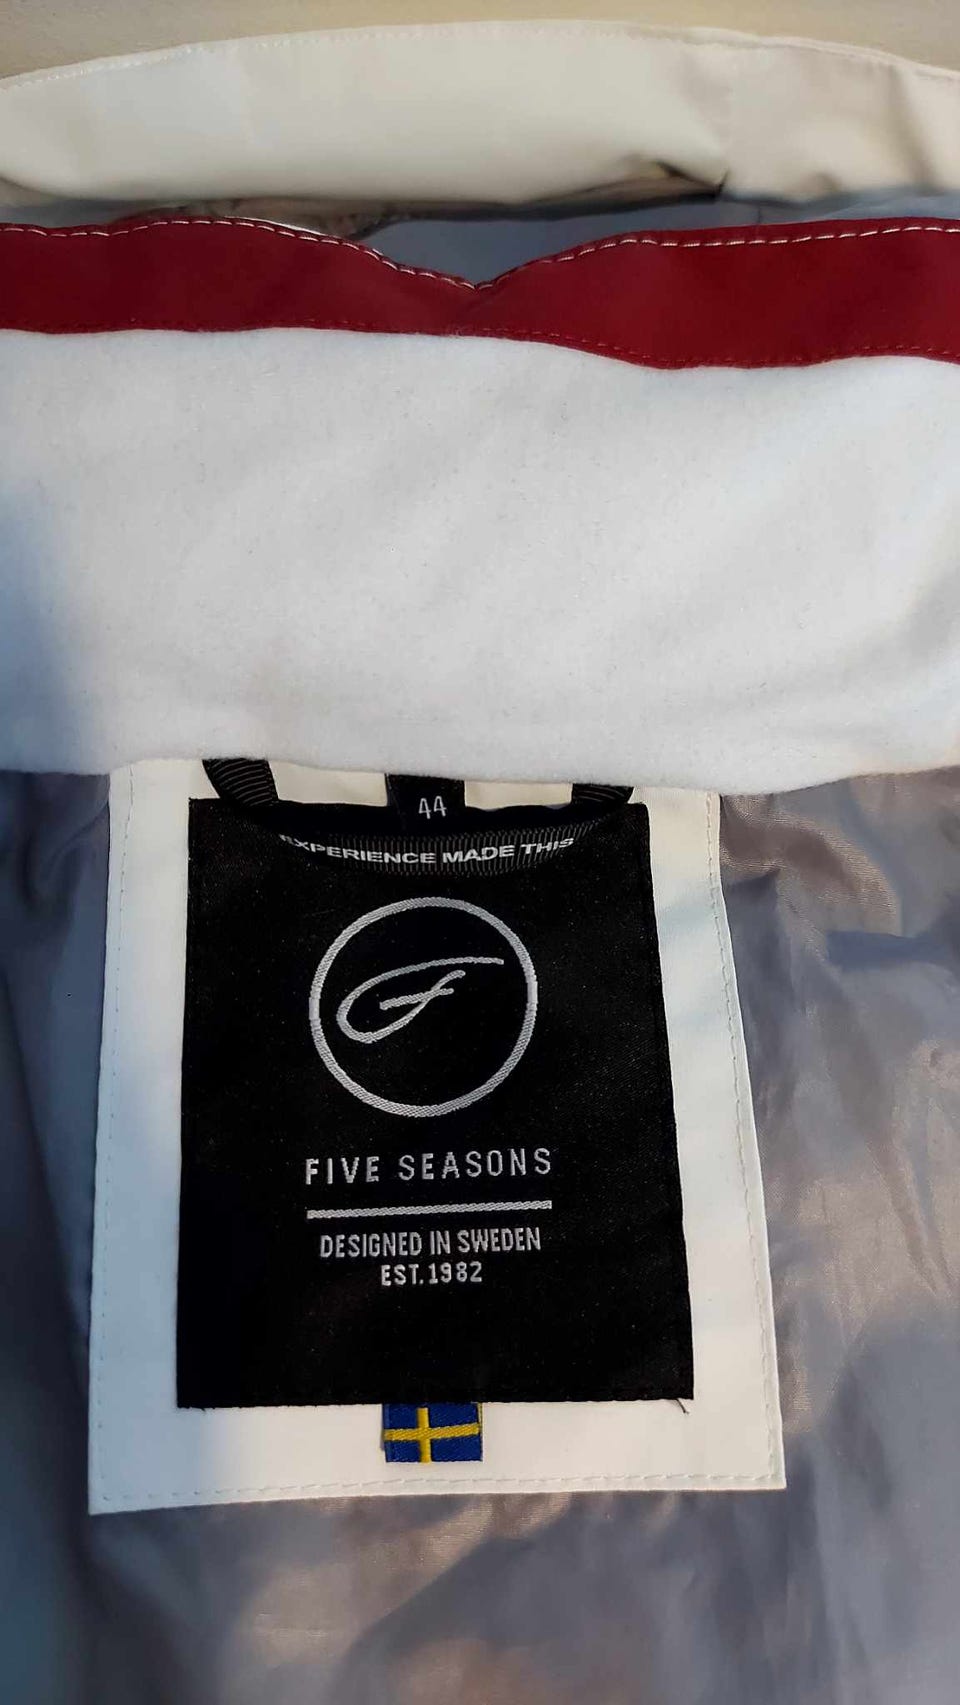 44
EXPERIENCE MADE THIS
FIVE SEASONS
DESIGNED IN SWEDEN
EST.1982